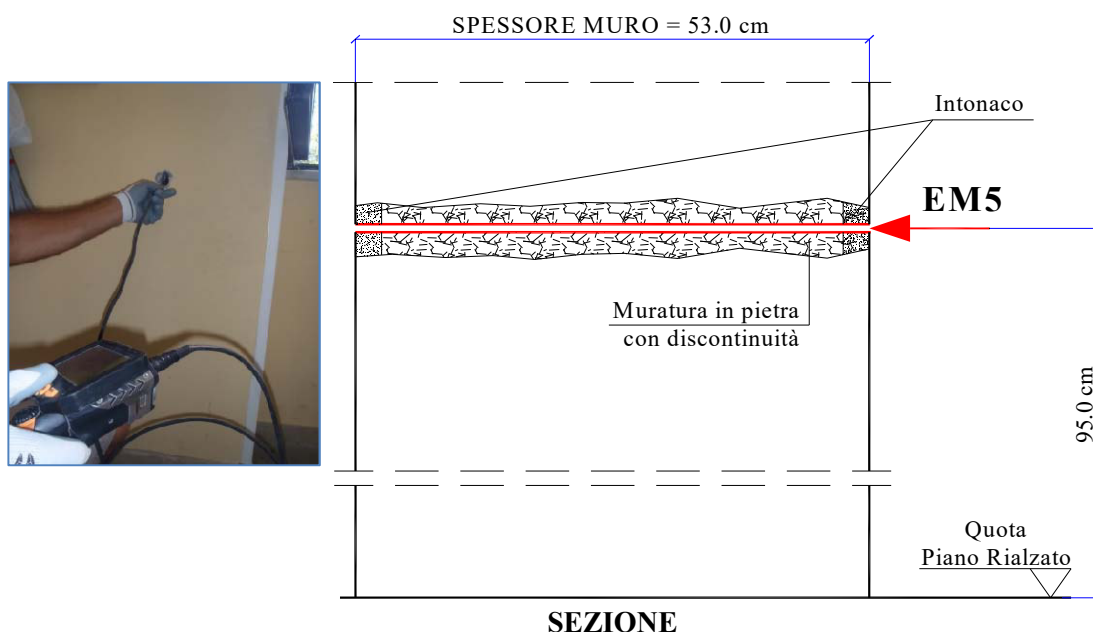 SPESSORE MURO = 53.0 cm
Intonaco
EM5
Muratura in pietra
con discontinuità
95.0 cm
Quota
Piano Rialzato
SEZIONE